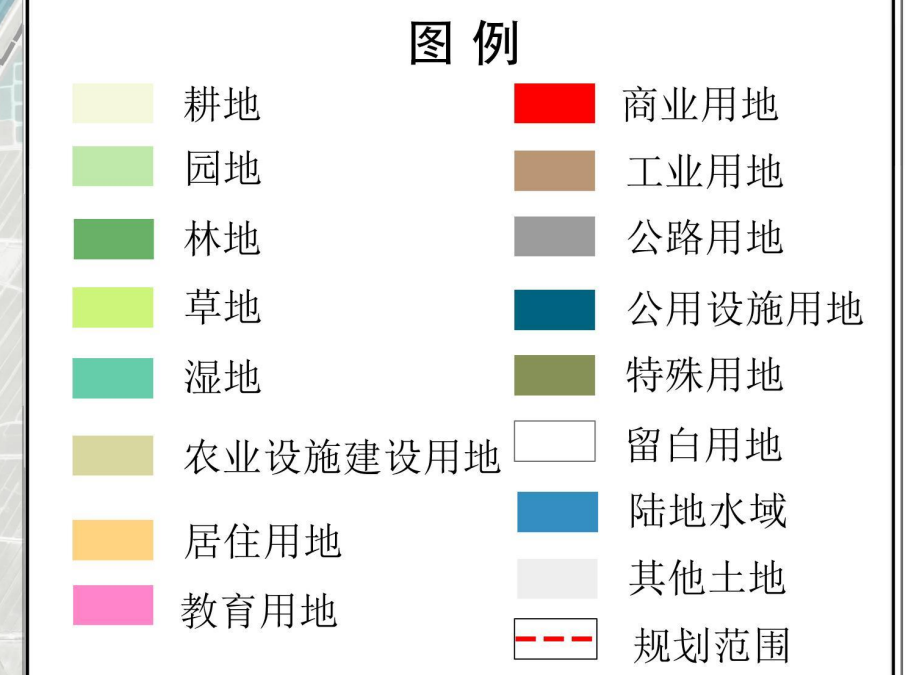 图例
耕地
园地
林地
草地
湿地
农业设施建设用地
居住用地
教育用地
商业用地
工业用地
公路用地
公用设施用地
特殊用地
留白用地
陆地水域
其他土地
规划范围